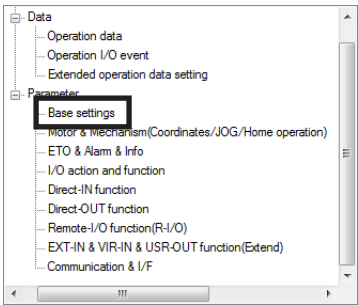 Data
Operation data
Operation I/O event
Extended operation data setting
Parameter
Base settings
Motor & Mechanism(Coordinates/JOG/Home operation)
ETO & Alarm & Info
I/O action and function
Direct-IN function
Direct-OUT function
Remote-I/O function(R-I/O)
EXT-IN & VIR-IN & USR-OUT function(Extend)
Communication & I/F